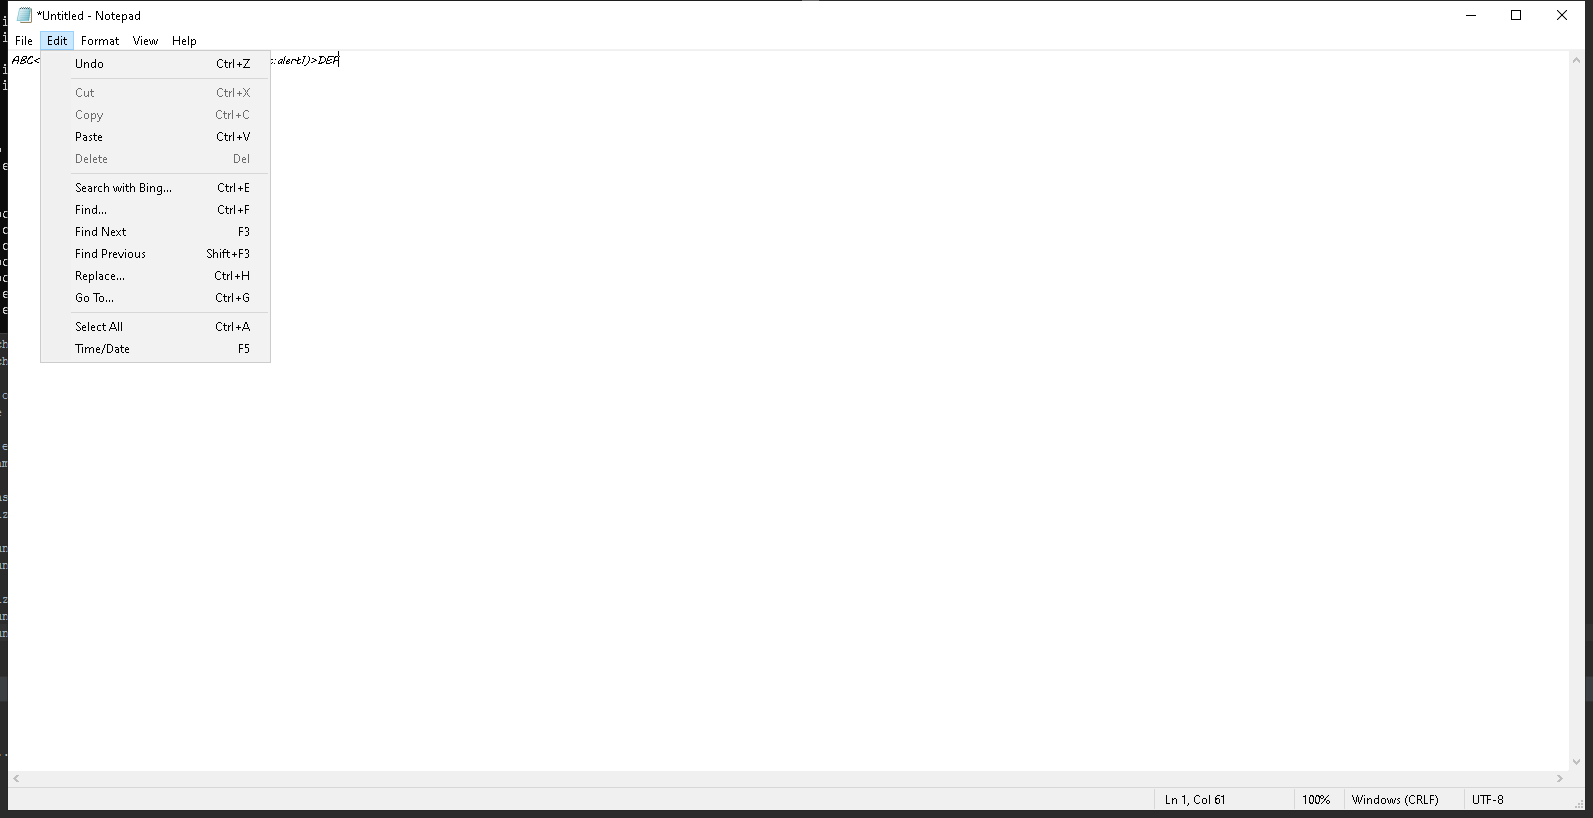 *Untitled - Notepad
File Edit Format View Help
ABC< c:alert1)>DEF
Undo Ctrl+Z
Cut Ctrl+X
Copy Ctrl+C
Paste Ctrl+V
Delete Del
Search with Bing... Ctrl+E
Find... Ctrl+F
Find Next F3
Find Previous Shift+F3
Replace... Ctrl+H
Go To... Ctrl+G
Select All Ctrl+A
Time/Date F5
Ln 1, Col 61 100% Windows (CRLF) UTF-8